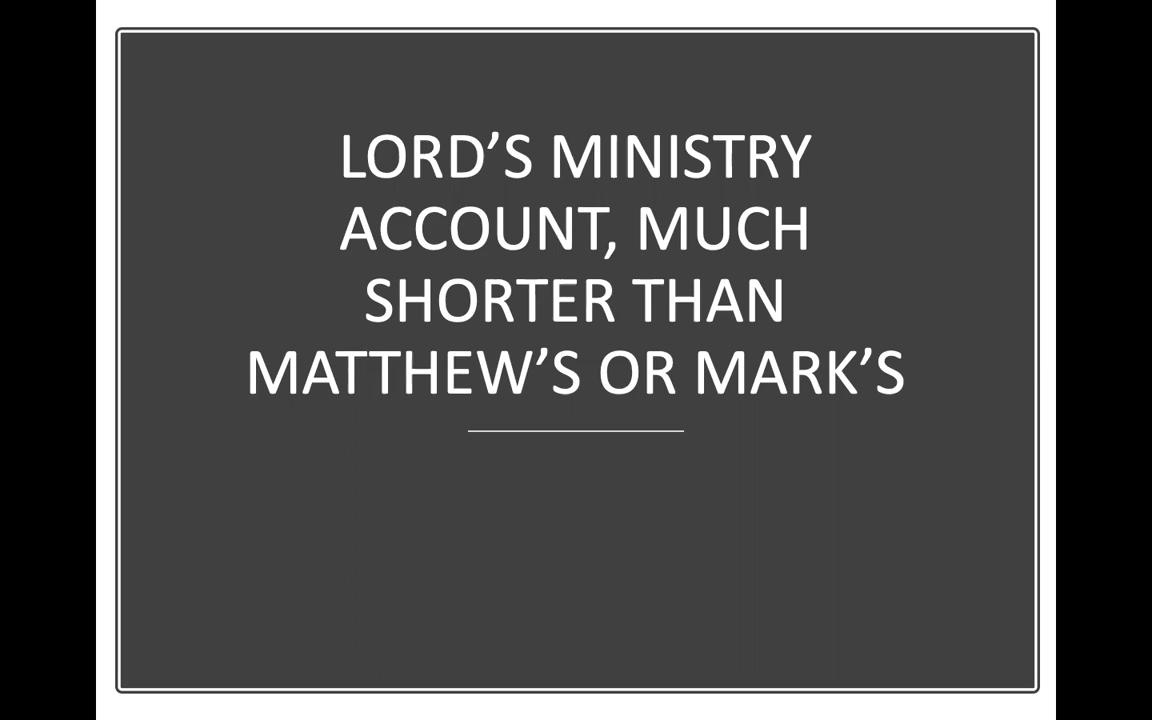 LORD’S MINISTRY
ACCOUNT, MUCH
SHORTER THAN
MATTHEW’S OR MARK’S